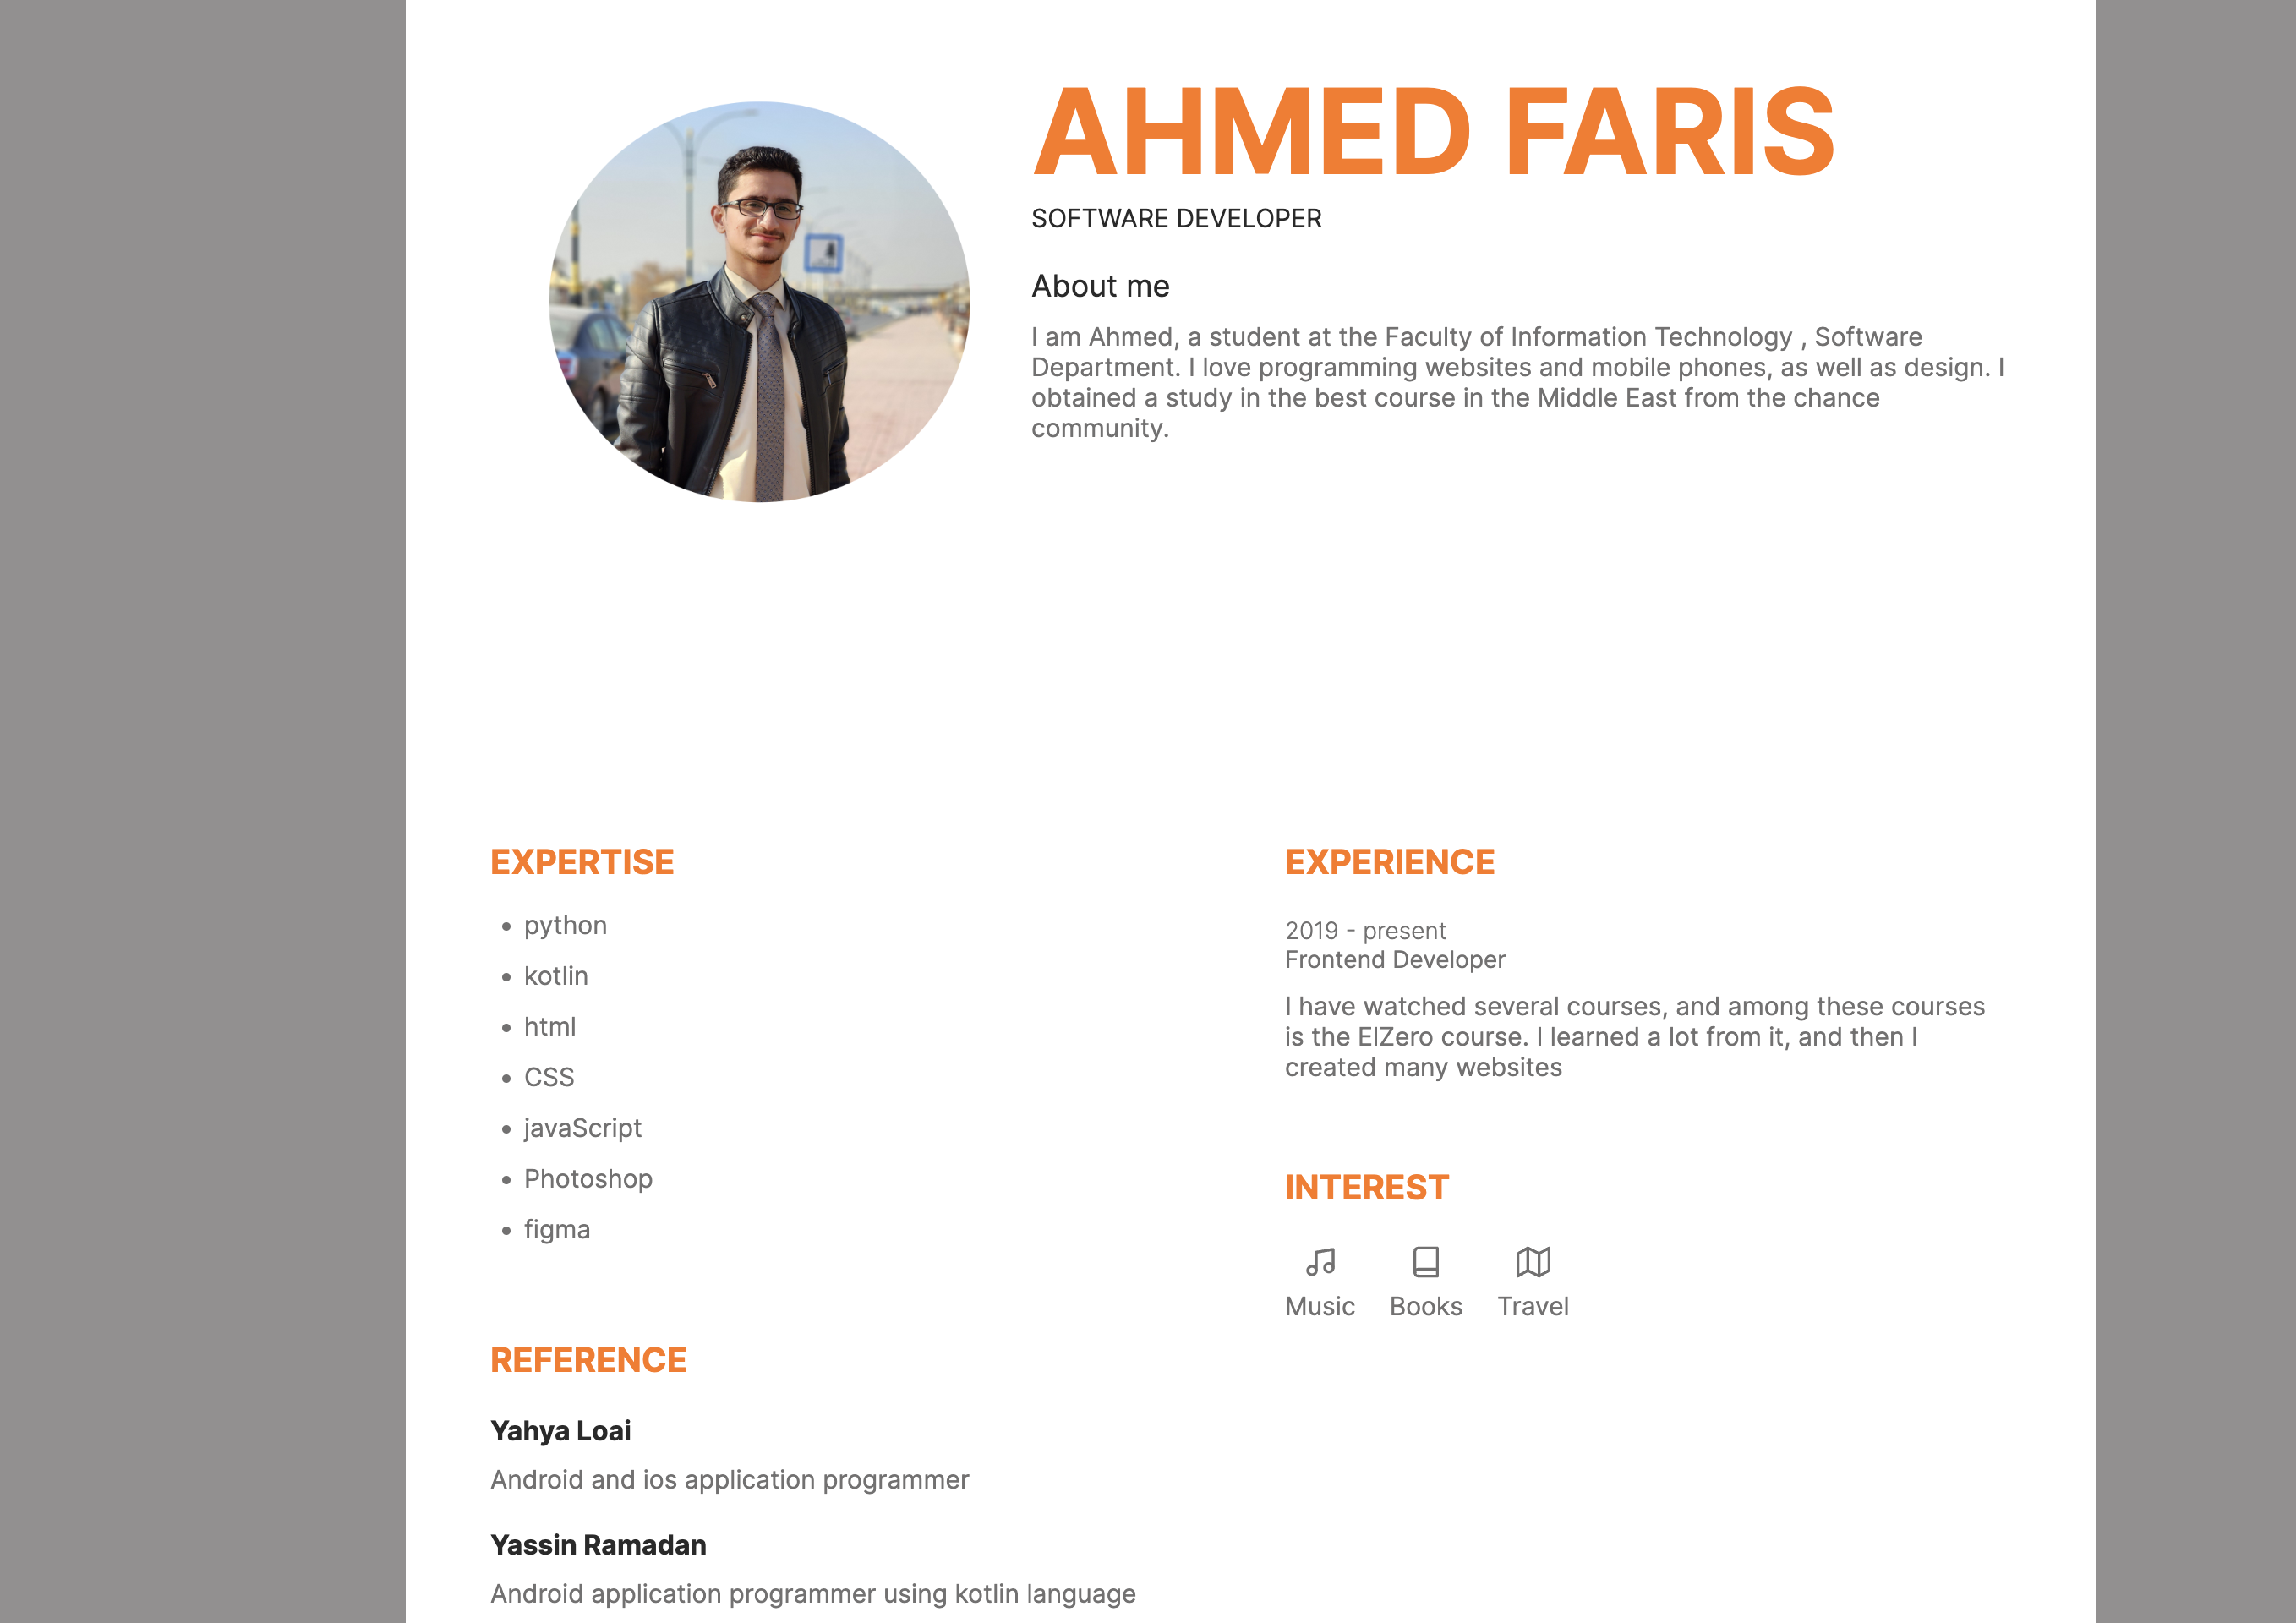 AHMED FARIS
SOFTWARE DEVELOPER
About me
I am Ahmed, a student at the Faculty of Information Technology , Software
Department. I love programming websites and mobile phones, as well as design. I
obtained a study in the best course in the Middle East from the chance
community.
EXPERTISE
python
kotlin
html
CSS
javaScript
Photoshop
figma
REFERENCE
Yahya Loai
Android and ios application programmer
Yassin Ramadan
Android application programmer using kotlin language
EXPERIENCE
2019 - present
Frontend Developer
I have watched several courses, and among these courses
is the ElZero course. I learned a lot from it, and then I
created many websites
INTEREST
Music
Books
Travel